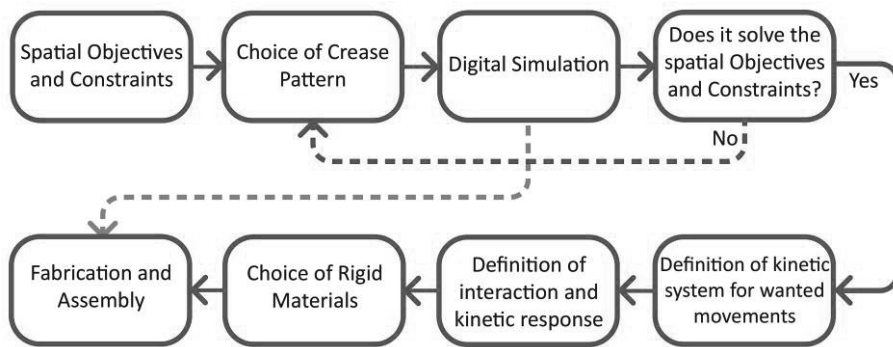 Spatial Objectives
and Constraints
Choice of Crease
Pattern
Digital Simulation
Does it solve the
spatial Objectives
and Constraints?
Yes
No
Fabrication and
Assembly
Choice of Rigid
Materials
Definition of
interaction and
kinetic response
Definition of kinetic
system for wanted
movements